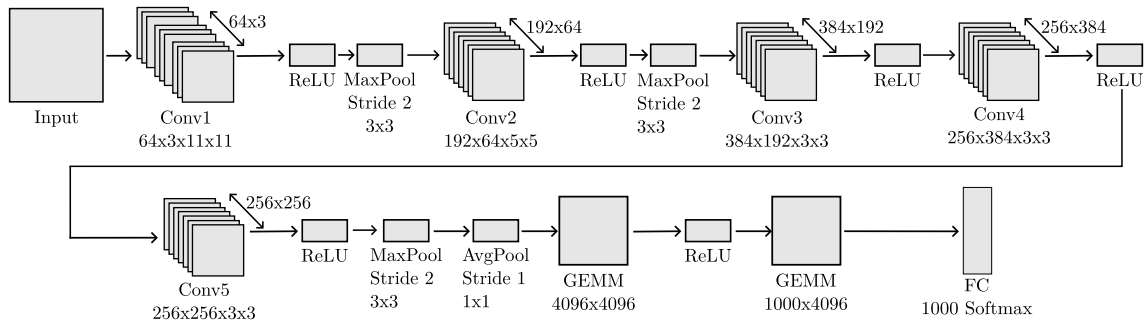 64x3
192x64
384x192
256x384
Input
Conv1
64x3x11x11
ReLU
MaxPool
Stride 2
3x3
Conv2
192x64x5x5
ReLU
MaxPool
Stride 2
3x3
Conv3
384x192x3x3
ReLU
Conv4
256x384x3x3
ReLU
256x256
Conv5
256x256x3x3
ReLU
MaxPool
Stride 2
3x3
AvgPool
Stride 1
1x1
GEMM
4096x4096
ReLU
GEMM
1000x4096
FC
1000 Softmax